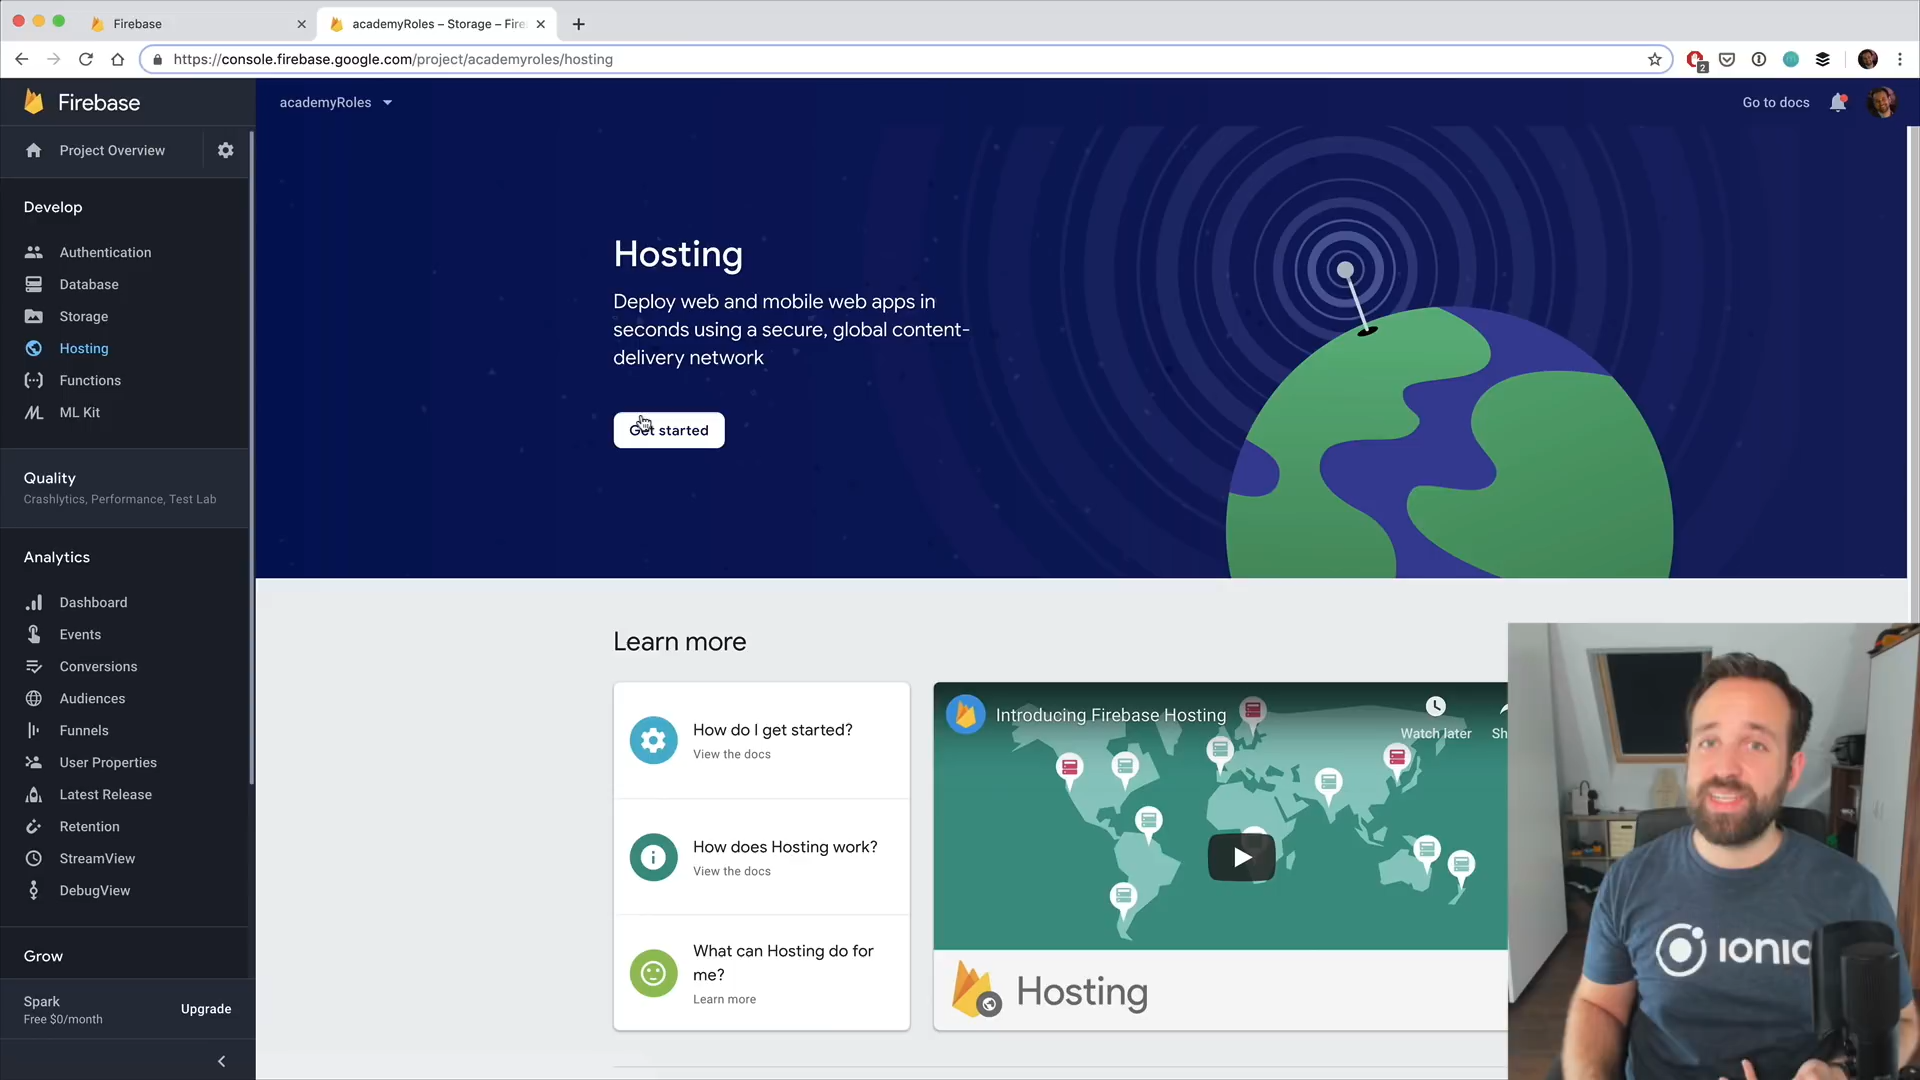 Firebase
academyRoles – Storage – Fire
https://console.firebase.google.com/project/academyroles/hosting
2
Firebase
academyRoles
Go to docs
Project Overview
Develop
Authentication
Database
Storage
Hosting
Functions
ML Kit
Quality
Crashlytics, Performance, Test Lab
Analytics
Dashboard
Events
Conversions
Audiences
Funnels
User Properties
Latest Release
Retention
StreamView
DebugView
Grow
Spark
Free $0/month
Upgrade
Hosting
Deploy web and mobile web apps in
seconds using a secure, global content-
delivery network
Get started
Learn more
How do I get started?
View the docs
How does Hosting work?
View the docs
What can Hosting do for
me?
Learn more
Introducing Firebase Hosting
Watch later
Sh
Hosting
IONIC